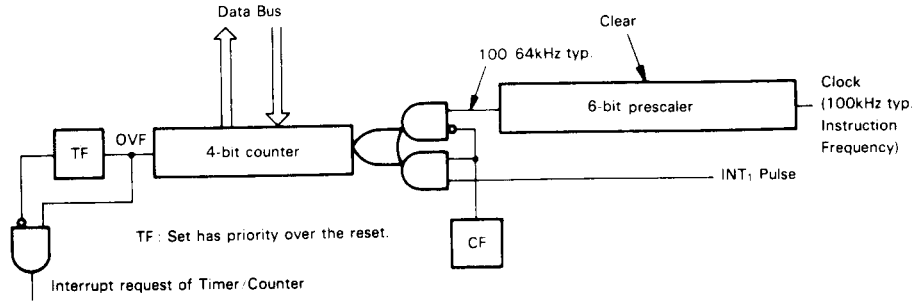 Data Bus
Clear
100 64kHz typ.
6-bit prescaler
Clock
(100kHz typ.
Instruction
Frequency)
TF
OVF
4-bit counter
INT₁ Pulse
TF : Set has priority over the reset.
CF
Interrupt request of Timer/Counter